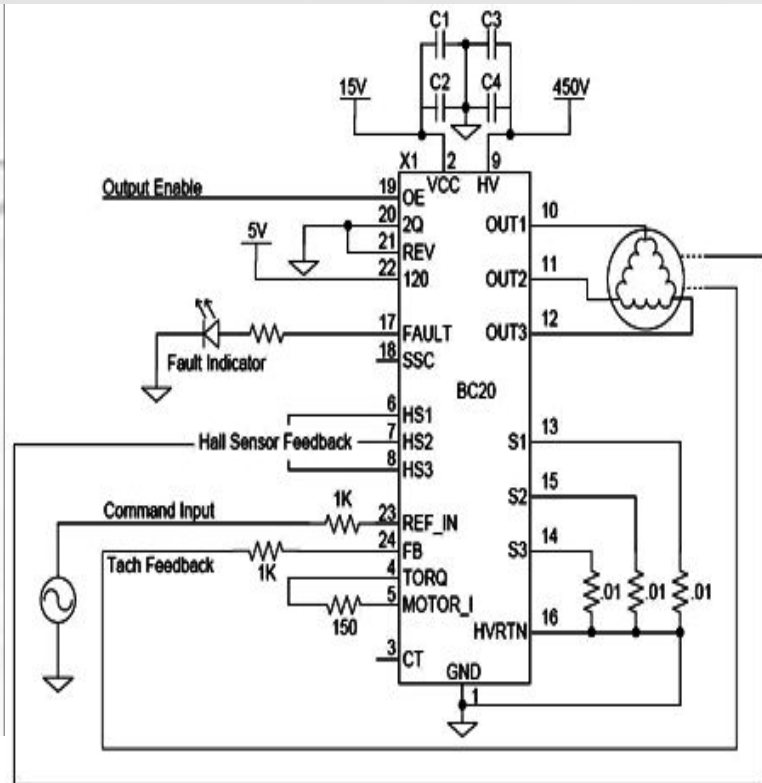 C1 C3
C2 C4
15V 450V
X1 2 9
VCC HV
Output Enable 19 OE
20 2Q OUT1 10
5V 21 REV
22 120 OUT2 11
17 FAULT OUT3 12
Fault Indicator 18 SSC
BC20
6 HS1 S1 13
Hall Sensor Feedback 7 HS2
8 HS3 S2 15
Command Input 1K 23 REF_IN
Tach Feedback 1K 24 FB S3 14
4 TORQ
150 5 MOTOR_I .01 .01 .01
HVRTN 16
3 CT
GND
1